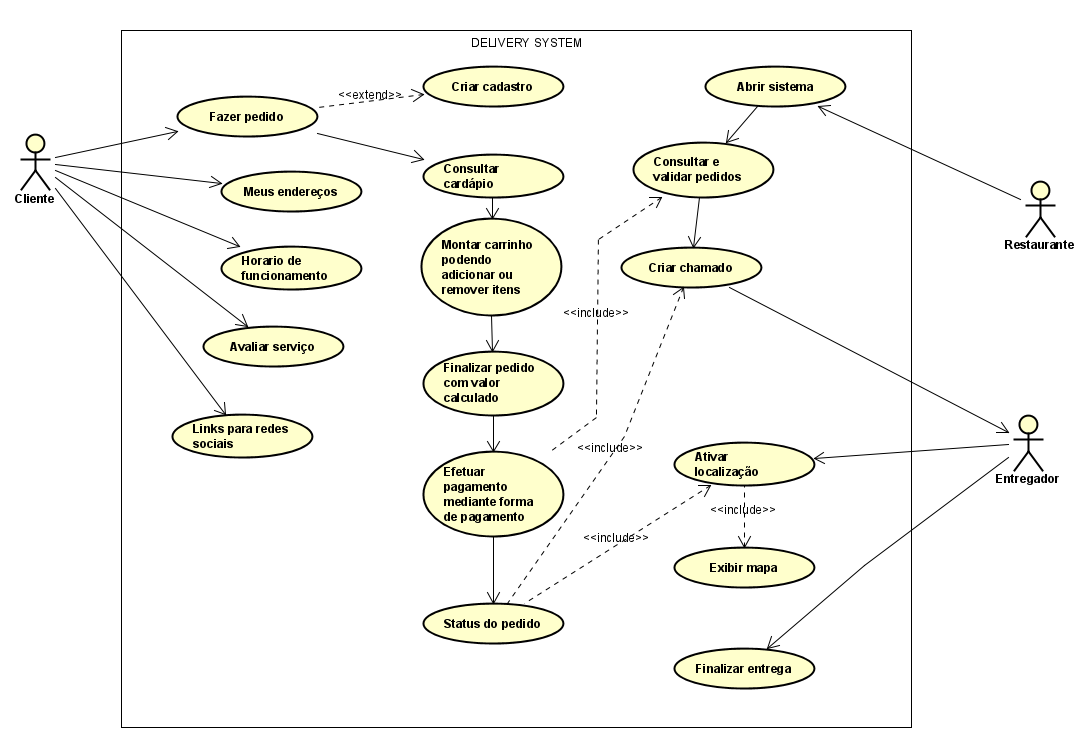 DELIVERY SYSTEM
Criar cadastro
Abrir sistema
<<extend>>
Fazer pedido
Cliente
Consultar
cardápio
Consultar e
validar pedidos
Meus endereços
Restaurante
Montar carrinho
podendo
adicionar ou
remover itens
Horario de
funcionamento
Criar chamado
<<include>>
Avaliar serviço
Finalizar pedido
com valor
calculado
Links para redes
sociais
<<include>>
Ativar
localização
Entregador
Efetuar
pagamento
mediante forma
de pagamento
<<include>>
<<include>>
Exibir mapa
Status do pedido
Finalizar entrega